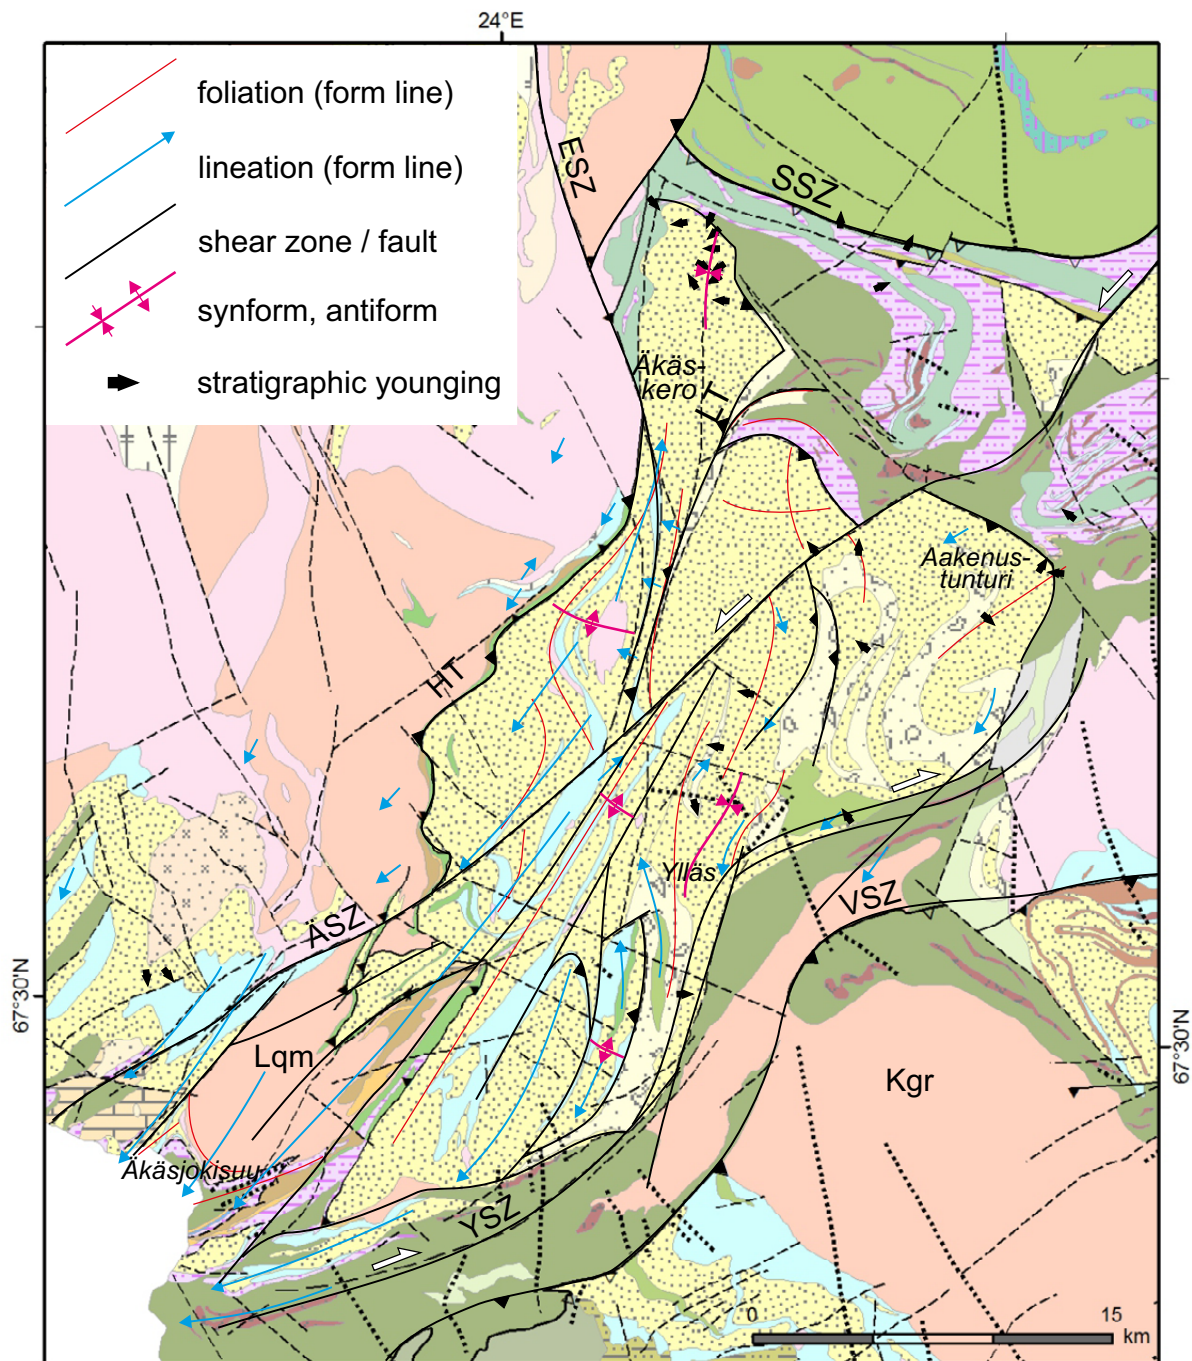 24°E
foliation (form line)
lineation (form line)
shear zone / fault
synform, antiform
stratigraphic younging
ESZ
SSZ
Äkäs-
kero
Aakenus-
tunturi
HT
Ylläs
VSZ
ÄSZ
67°30'N
67°30'N
Lqm
Kgr
Äkäsjokisuu
YSZ
0 15
km